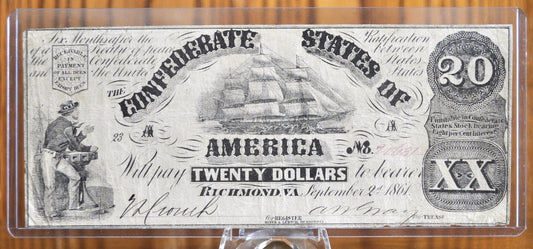 Six Months after the Ratification
of a Treaty of peace between
the Confederate States
and the United States
RECEIVABLE
IN
PAYMENT
OF ALL DUES
EXCEPT
EXPORT DUTIES
THE
CONFEDERATE STATES OF
AMERICA
23
A
A
No.
Will pay TWENTY DOLLARS to bearer
RICHMOND, VA September 2nd 1861.
20
Fundable in Confederate
States Stock bearing
Eight per Cent Interest
XX
for REGISTER
for TREASR